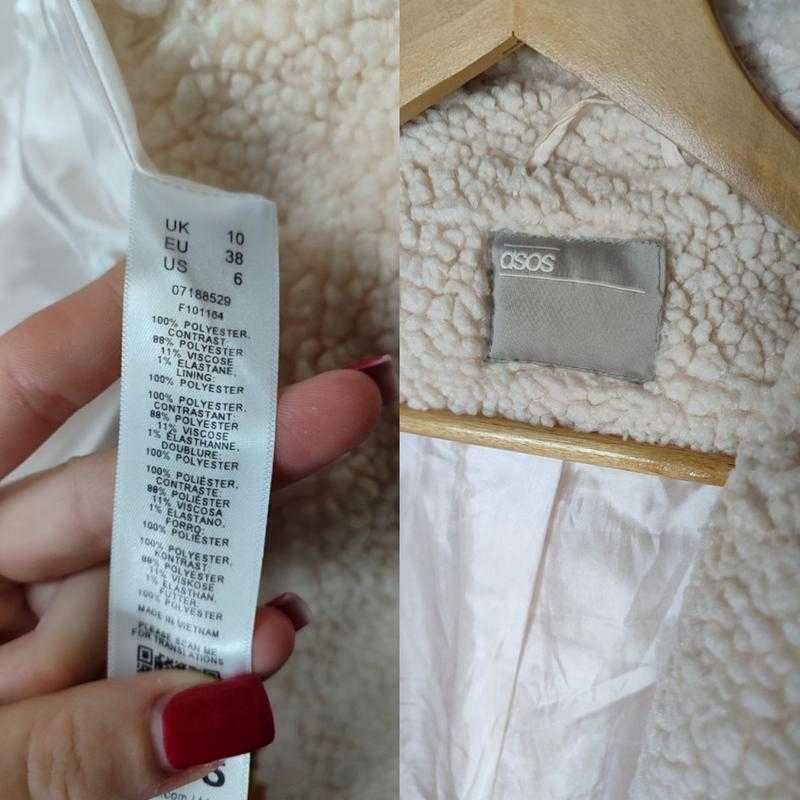 UK 10
EU 38
US 6
07188529
F101164
100% POLYESTER.
CONTRAST:
88% POLYESTER
11% VISCOSE
1% ELASTANE,
LINING:
100% POLYESTER
100% POLYESTER.
CONTRASTANT:
88% POLYESTER
11% VISCOSE
1% ÉLASTHANNE,
DOUBLURE:
100% POLYESTER
100% POLIÉSTER,
CONTRASTE:
88% POLIÉSTER
11% VISCOSA
1% ELASTANO,
FORRO:
100% POLIÉSTER
100% POLYESTER,
KONTRAST:
88% POLYESTER
11% VISKOSE
1% ELASTHAN,
FUTTER:
100% POLYESTER
MADE IN VIETNAM
PLEASE SCAN ME
FOR TRANSLATIONS
asos